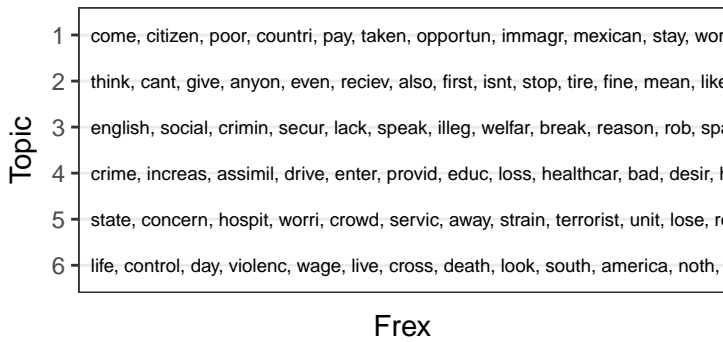 Topic
1 come, citizen, poor, countri, pay, taken, opportun, immagr, mexican, stay,
2 think, cant, give, anyon, even, reciev, also, first, isnt, stop, tire, fine, mean, like
3 english, social, crimin, secur, lack, speak, illeg, welfar, break, reason, rob,
4 crime, increas, assimil, drive, enter, provid, educ, loss, healthcar, bad, desir,
5 state, concern, hospit, worri, crowd, servic, away, strain, terrorist, unit, lose,
6 life, control, day, violenc, wage, live, cross, death, look, south, america, noth,
Frex